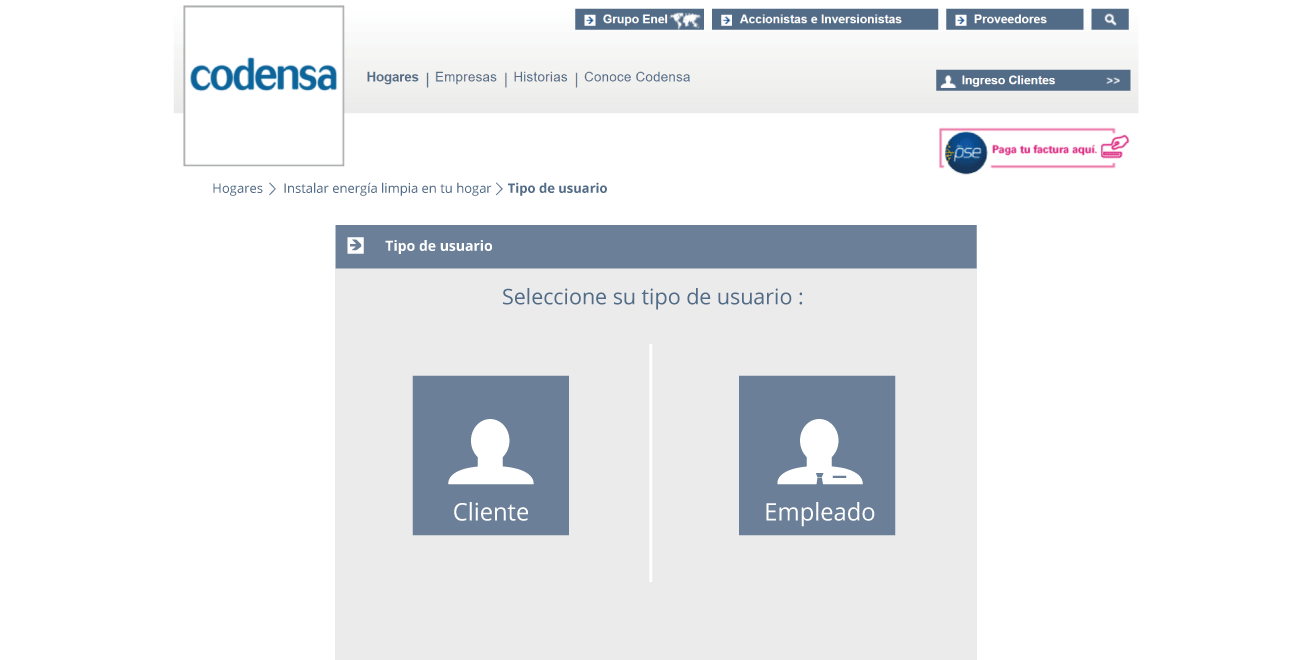 Grupo Enel
Accionistas e Inversionistas
Proveedores
codensa
Hogares | Empresas | Historias | Conoce Codensa
Ingreso Clientes >>
pse Paga tu factura aquí.
Hogares > Instalar energía limpia en tu hogar > Tipo de usuario
Tipo de usuario
Seleccione su tipo de usuario :
Cliente
Empleado